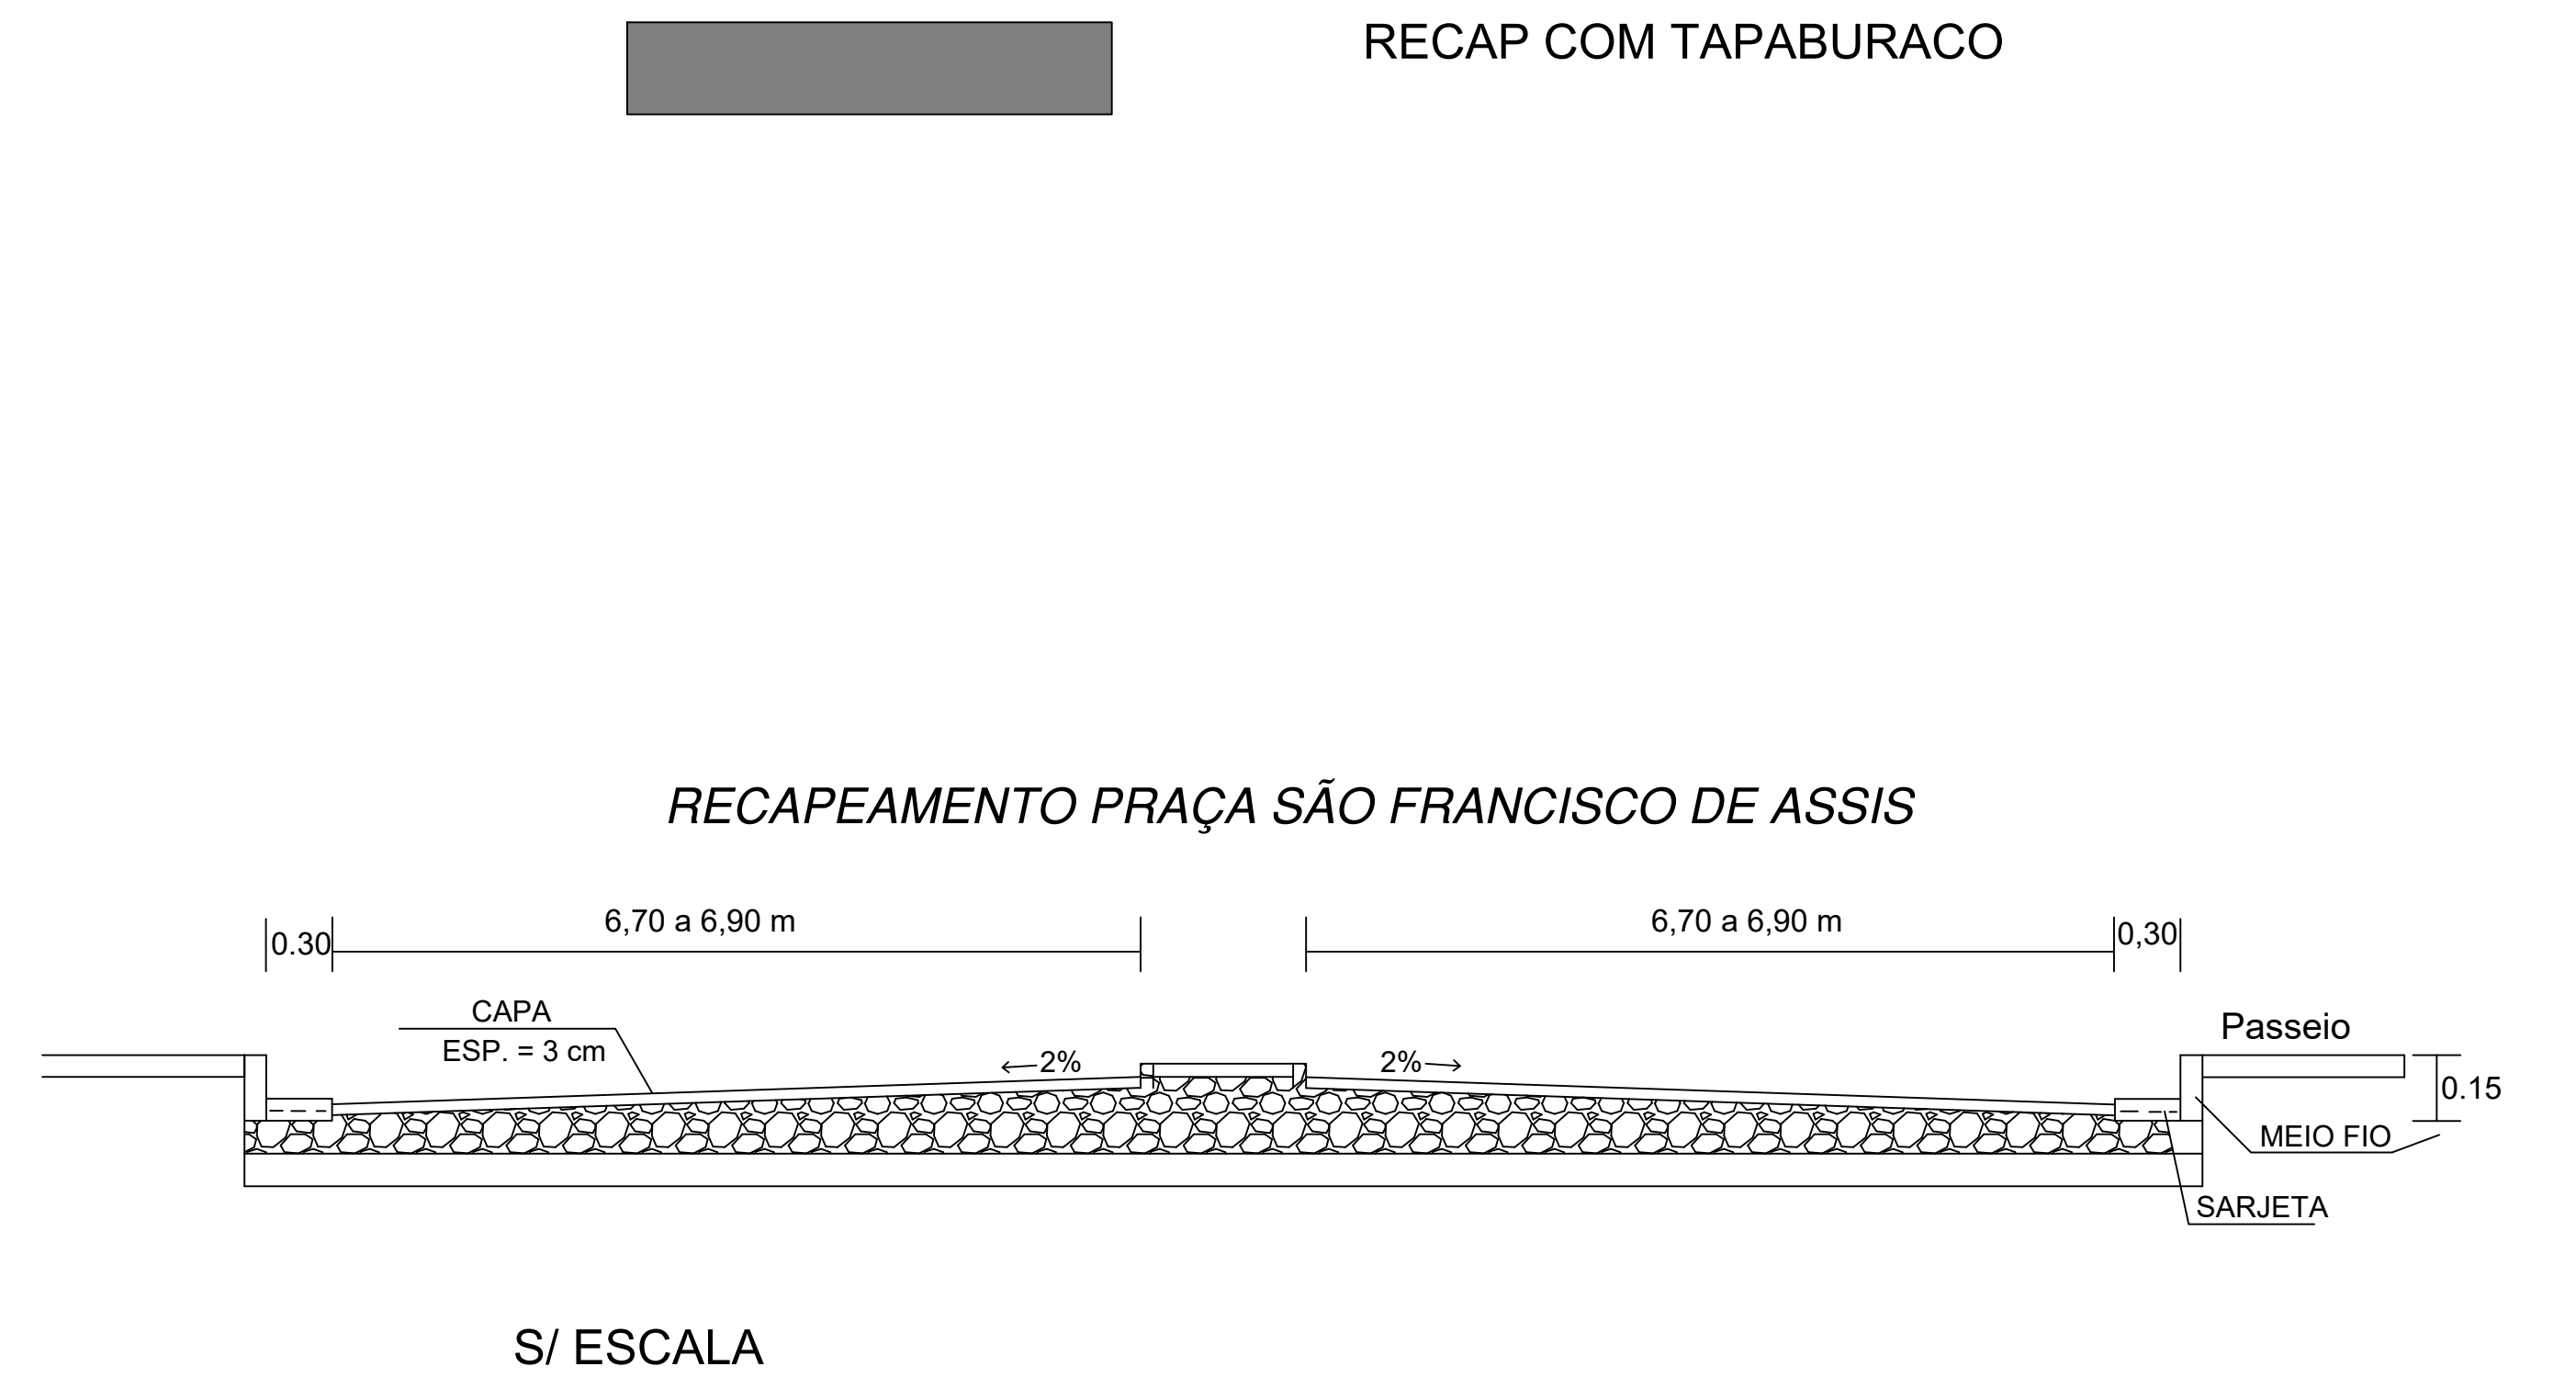 RECAP COM TAPABURACO
RECAPEAMENTO PRAÇA SÃO FRANCISCO DE ASSIS
0.30
6,70 a 6,90 m
6,70 a 6,90 m
0,30
CAPA
ESP. = 3 cm
2%
2%
Passeio
0.15
MEIO FIO
SARJETA
S/ ESCALA